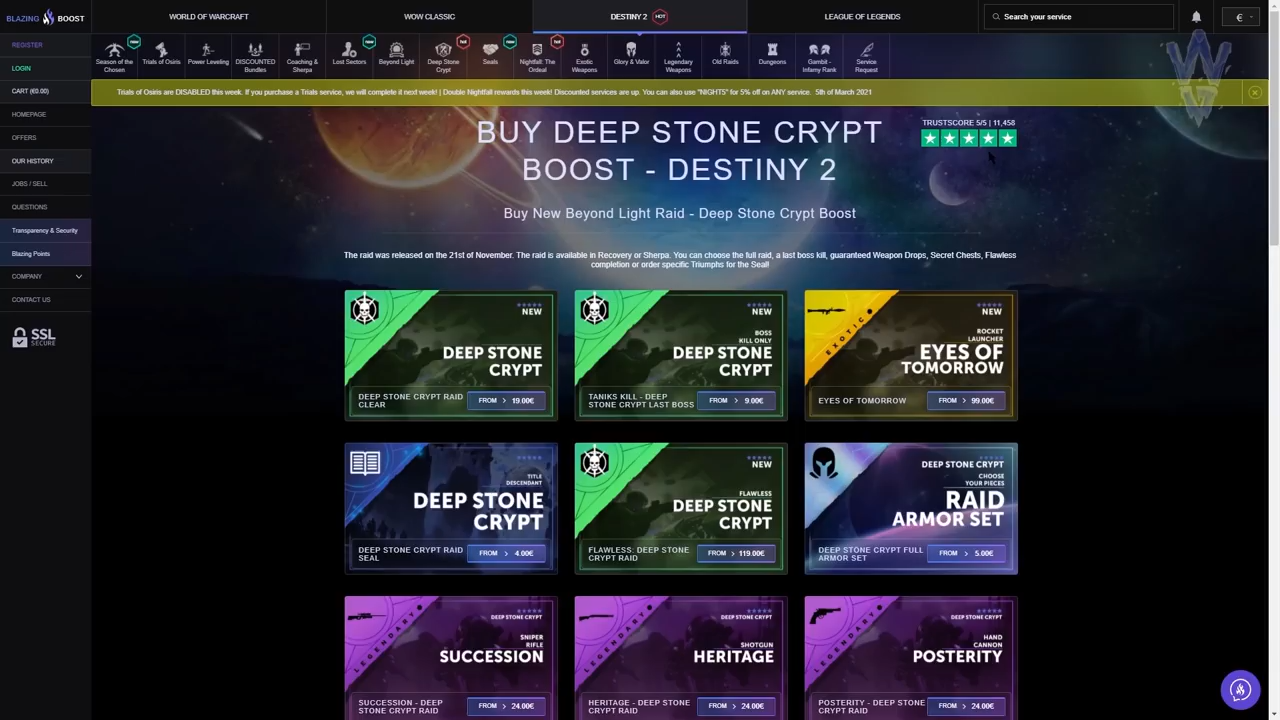 BLAZING BOOST
WORLD OF WARCRAFT
WOW CLASSIC
DESTINY 2 HOT
LEAGUE OF LEGENDS
Search your service
€
REGISTER
LOGIN
CART (€0.00)
HOMEPAGE
OFFERS
OUR HISTORY
JOBS / SELL
QUESTIONS
Transparency & Security
Blazing Points
COMPANY
CONTACT US
SSL
SECURE
Season of the
Chosen
new
Trials of Osiris
Power Leveling
DISCOUNTED
Bundles
Coaching &
Sherpa
Lost Sectors
new
Beyond Light
Deep Stone
Crypt
hot
Seals
new
Nightfall: The
Ordeal
hot
Exotic
Weapons
Glory & Valor
Legendary
Weapons
Old Raids
Dungeons
Gambit -
Infamy Rank
Service
Request
Trials of Osiris are DISABLED this week. If you purchase a Trials service, we will complete it next week! | Double Nightfall rewards this week! Discounted services are up. You can also use "NIGHT5" for 5% off on ANY service. 5th of March 2021
BUY DEEP STONE CRYPT
BOOST - DESTINY 2
TRUSTSCORE 5/5 | 11,458
Buy New Beyond Light Raid - Deep Stone Crypt Boost
The raid was released on the 21st of November. The raid is available in Recovery or Sherpa. You can choose the full raid, a last boss kill, guaranteed Weapon Drops, Secret Chests, Flawless
completion or order specific Triumphs for the Seal!
NEW
DEEP STONE
CRYPT
DEEP STONE CRYPT RAID
CLEAR
FROM > 19.00€
NEW
BOSS
KILL ONLY
DEEP STONE
CRYPT
TANIKS KILL - DEEP
STONE CRYPT LAST BOSS
FROM > 9.00€
EXOTIC
NEW
ROCKET
LAUNCHER
EYES OF
TOMORROW
EYES OF TOMORROW
FROM > 99.00€
TITLE
DESCENDANT
DEEP STONE
CRYPT
DEEP STONE CRYPT RAID
SEAL
FROM > 4.00€
NEW
FLAWLESS
DEEP STONE
CRYPT
FLAWLESS: DEEP STONE
CRYPT RAID
FROM > 119.00€
DEEP STONE CRYPT
CHOOSE
YOUR PIECES
RAID
ARMOR SET
DEEP STONE CRYPT FULL
ARMOR SET
FROM > 5.00€
LEGENDARY
DEEP STONE CRYPT
SNIPER
RIFLE
SUCCESSION
SUCCESSION - DEEP
STONE CRYPT RAID
FROM > 24.00€
LEGENDARY
DEEP STONE CRYPT
SHOTGUN
HERITAGE
HERITAGE - DEEP STONE
CRYPT RAID
FROM > 24.00€
LEGENDARY
DEEP STONE CRYPT
HAND
CANNON
POSTERITY
POSTERITY - DEEP STONE
CRYPT RAID
FROM > 24.00€